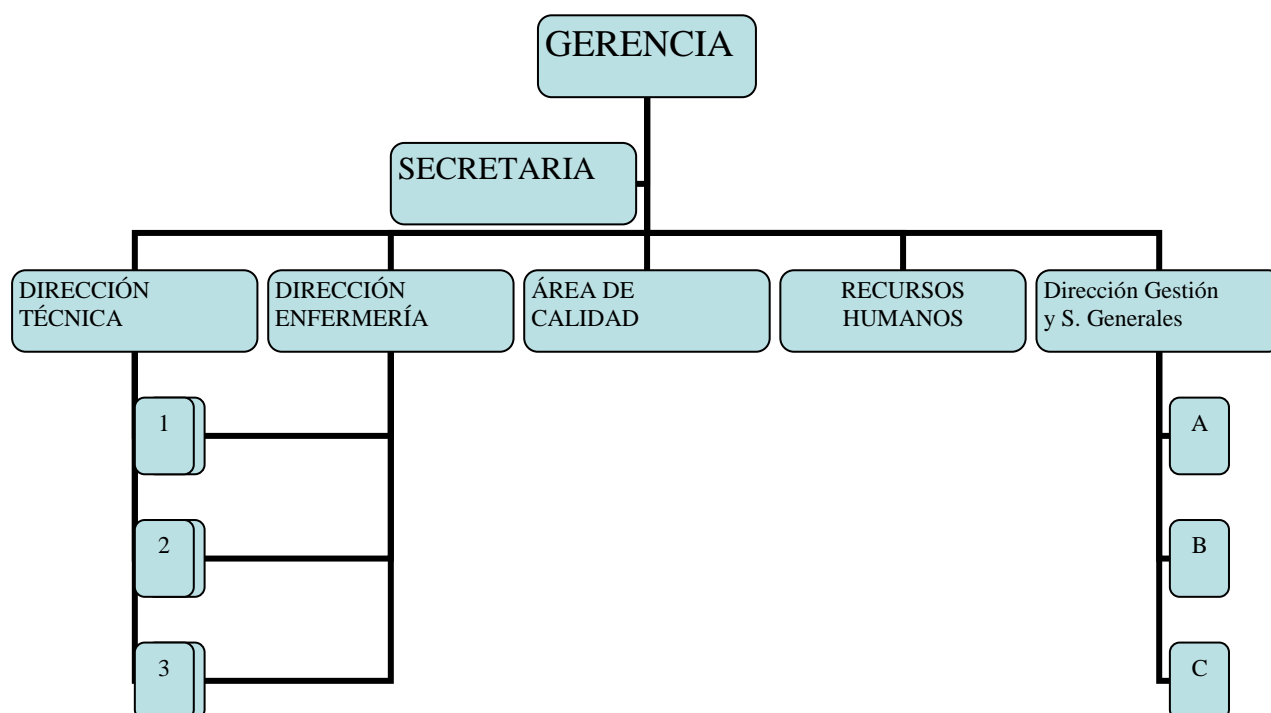 GERENCIA
SECRETARIA
DIRECCIÓN
TÉCNICA
DIRECCIÓN
ENFERMERÍA
ÁREA DE
CALIDAD
RECURSOS
HUMANOS
Dirección Gestión
y S. Generales
1
2
3
A
B
C